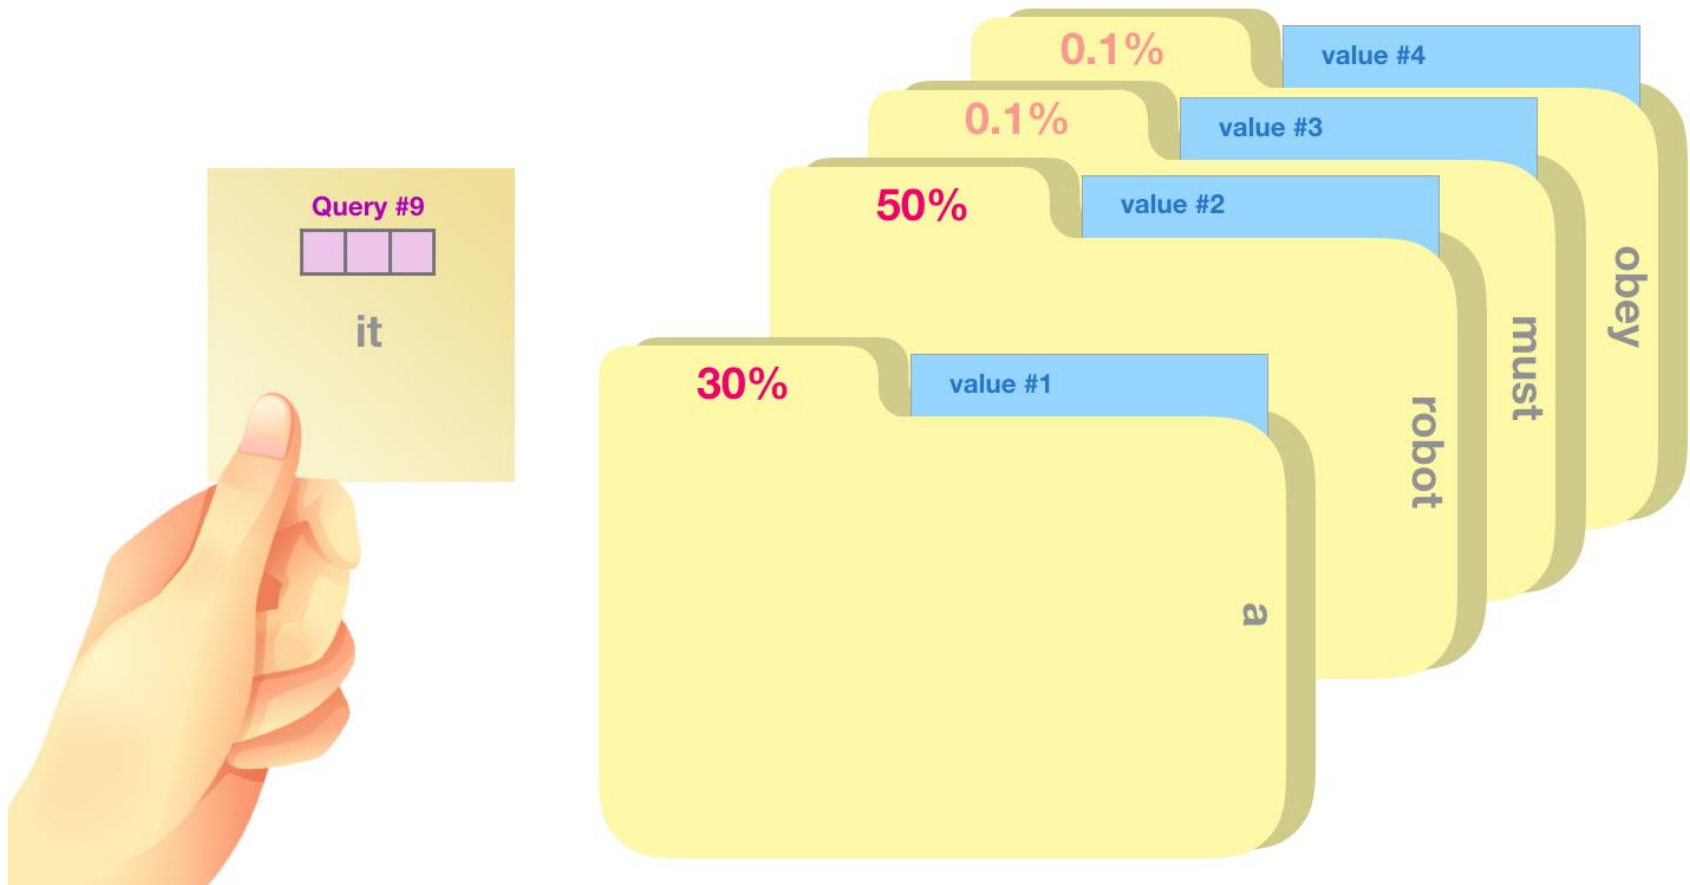 Query #9
it
0.1%
value #4
obey
0.1%
value #3
must
50%
value #2
robot
30%
value #1
a